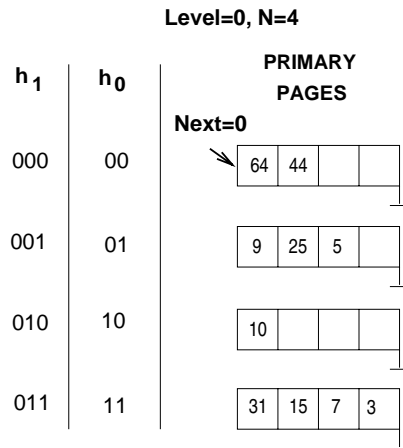 Level=0, N=4
h1 h0 PRIMARY
PAGES
Next=0
000 00 64 44
001 01 9 25 5
010 10 10
011 11 31 15 7 3